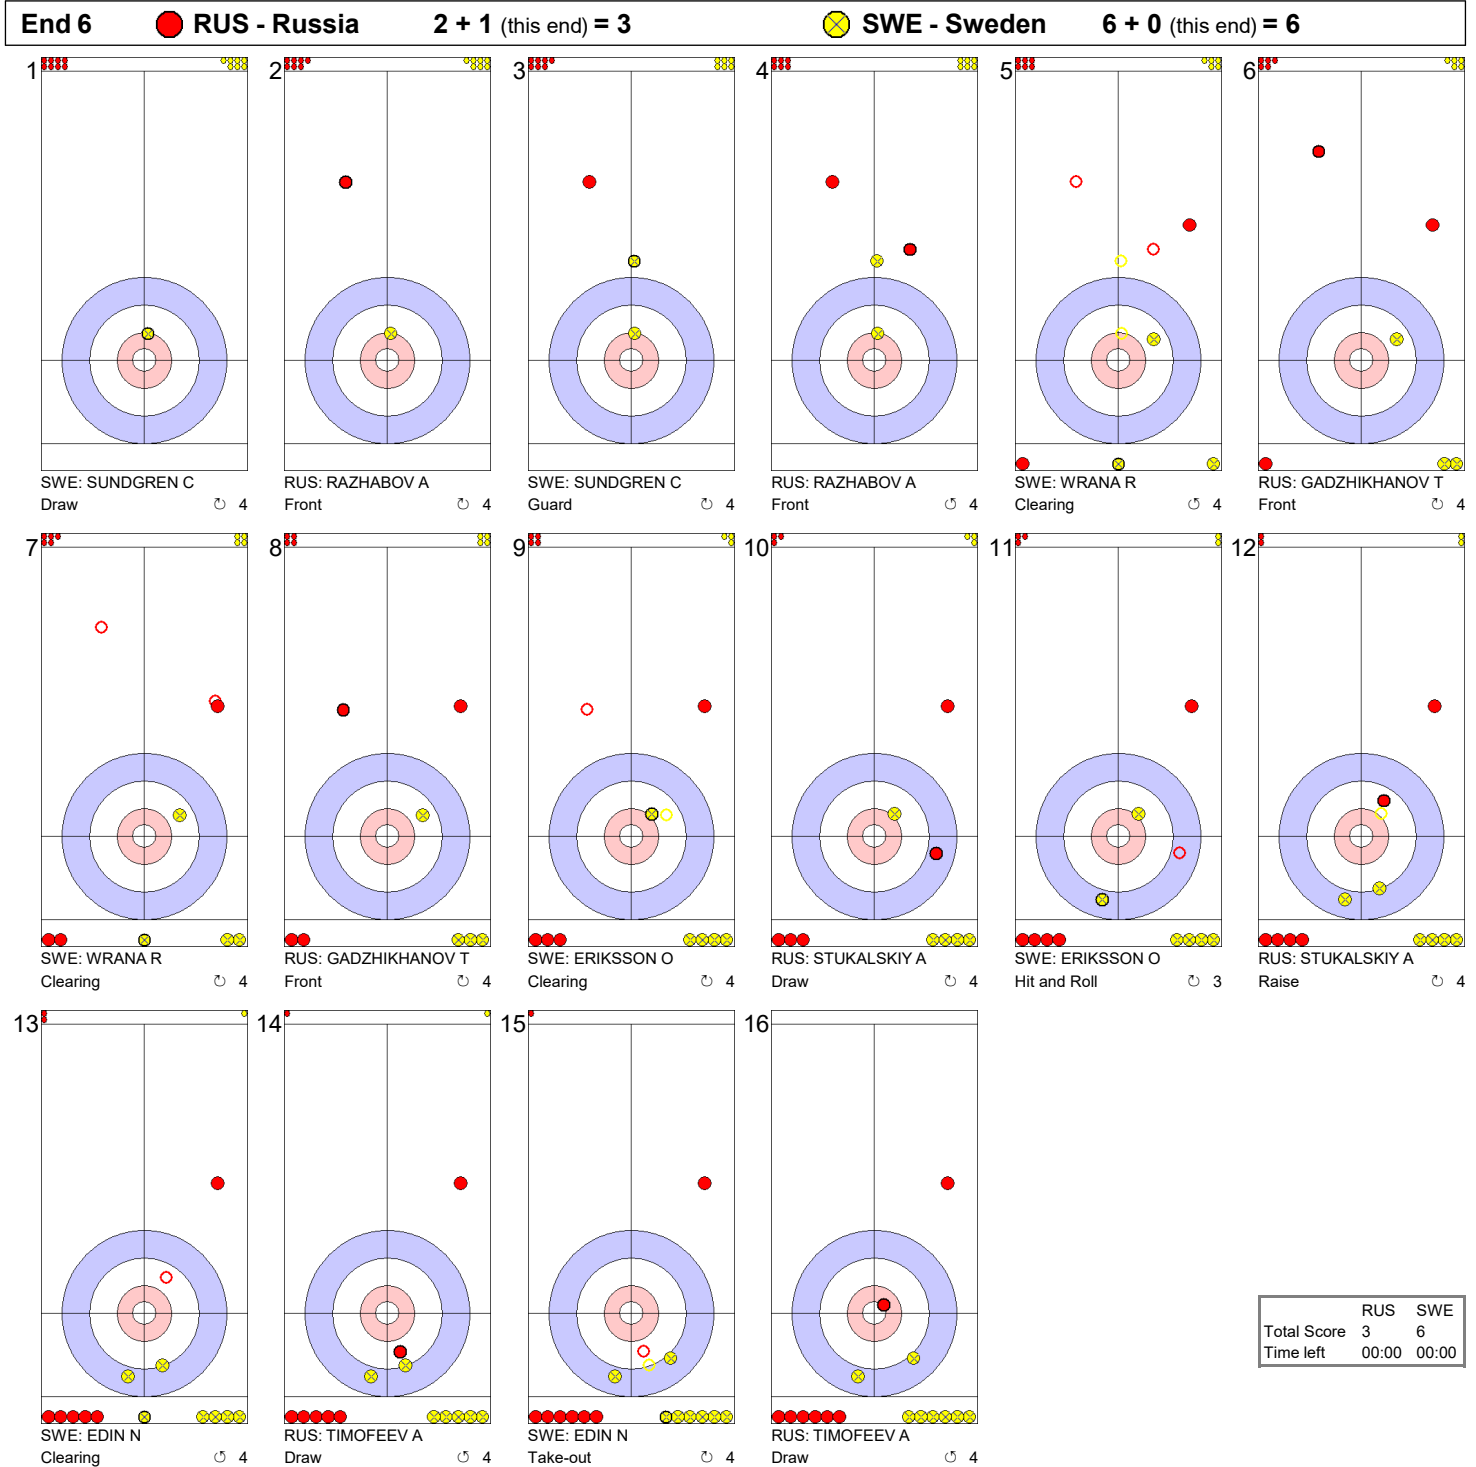 End 6 RUS - Russia 2 + 1 (this end) = 3 SWE - Sweden 6 + 0 (this end) = 6
1 2 3 4 5 6
SWE: SUNDGREN C RUS: RAZHABOV A SWE: SUNDGREN C RUS: RAZHABOV A SWE: WRANA R RUS: GADZHIKHANOV T
Draw ↻ 4 Front ↻ 4 Guard ↻ 4 Front ↺ 4 Clearing ↺ 4 Front ↻ 4
7 8 9 10 11 12
SWE: WRANA R RUS: GADZHIKHANOV T SWE: ERIKSSON O RUS: STUKALSKIY A SWE: ERIKSSON O RUS: STUKALSKIY A
Clearing ↻ 4 Front ↻ 4 Clearing ↻ 4 Draw ↻ 4 Hit and Roll ↻ 3 Raise ↻ 4
13 14 15 16
RUS SWE
Total Score 3 6
Time left 00:00 00:00
SWE: EDIN N RUS: TIMOFEEV A SWE: EDIN N RUS: TIMOFEEV A
Clearing ↺ 4 Draw ↺ 4 Take-out ↺ 4 Draw ↺ 4